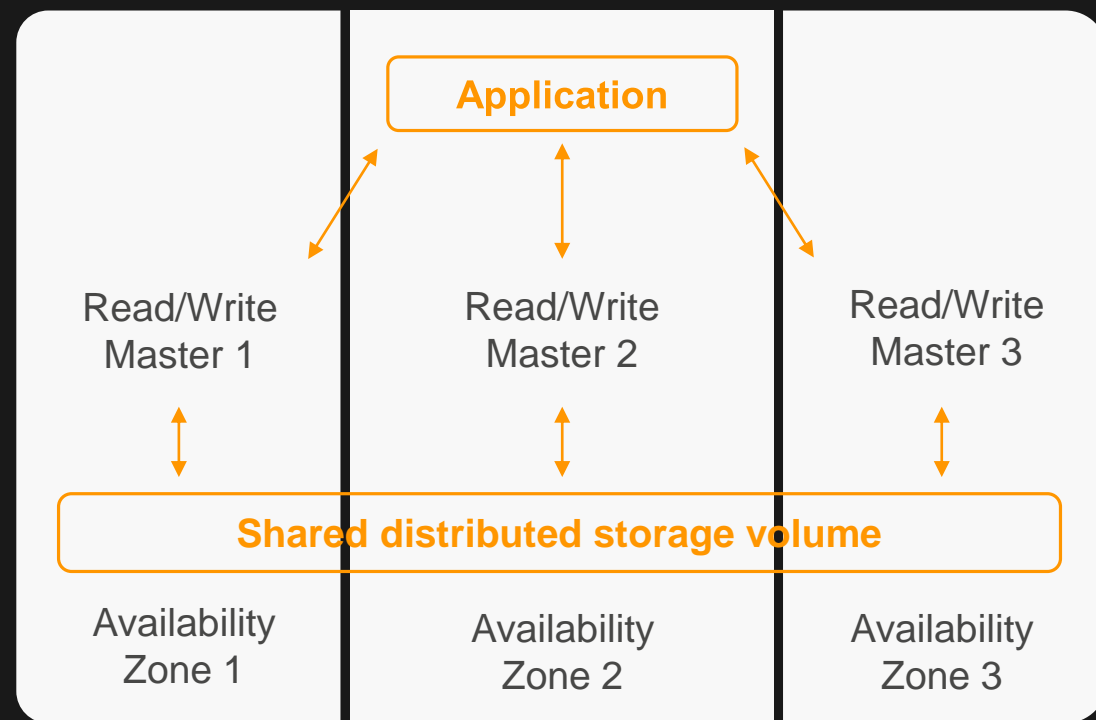 Application
Read/Write
Master 1
Read/Write
Master 2
Read/Write
Master 3
Shared distributed storage volume
Availability
Zone 1
Availability
Zone 2
Availability
Zone 3